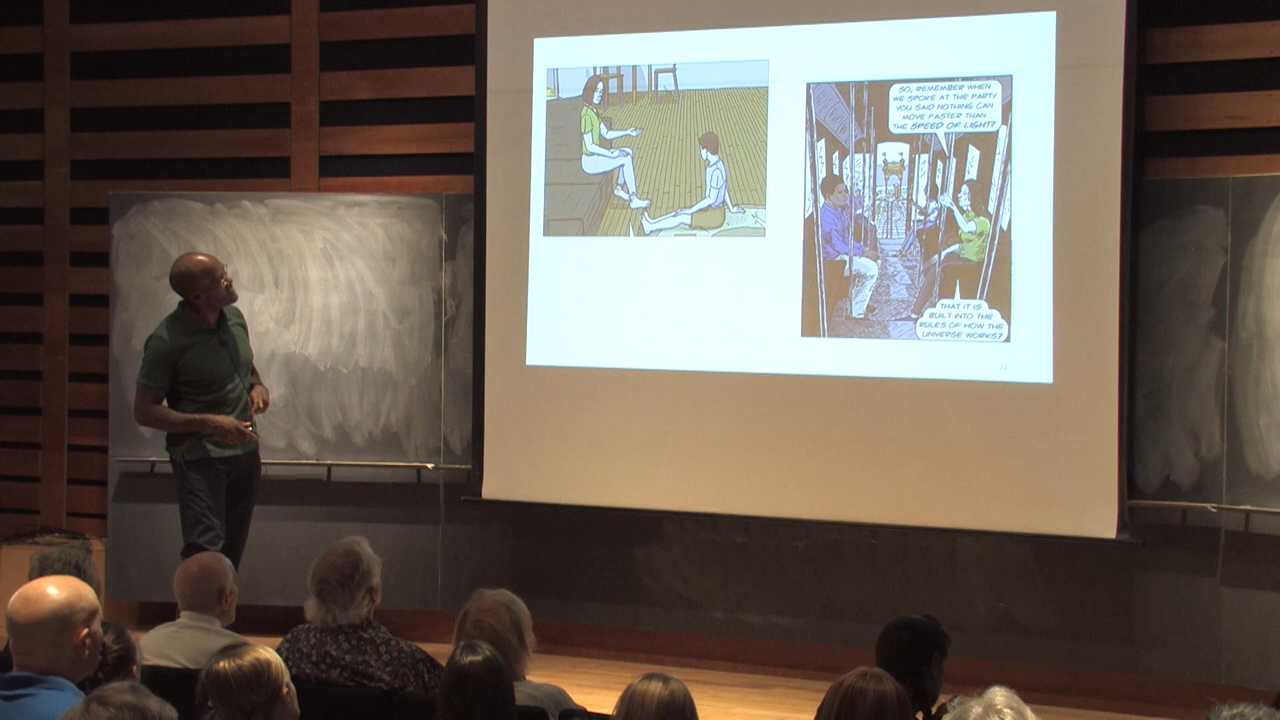 SO, REMEMBER WHEN
WE SPOKE AT THE PARTY
YOU SAID NOTHING CAN
MOVE FASTER THAN
THE SPEED OF LIGHT?
THAT IT IS
BUILT INTO THE
RULES OF HOW THE
UNIVERSE WORKS?